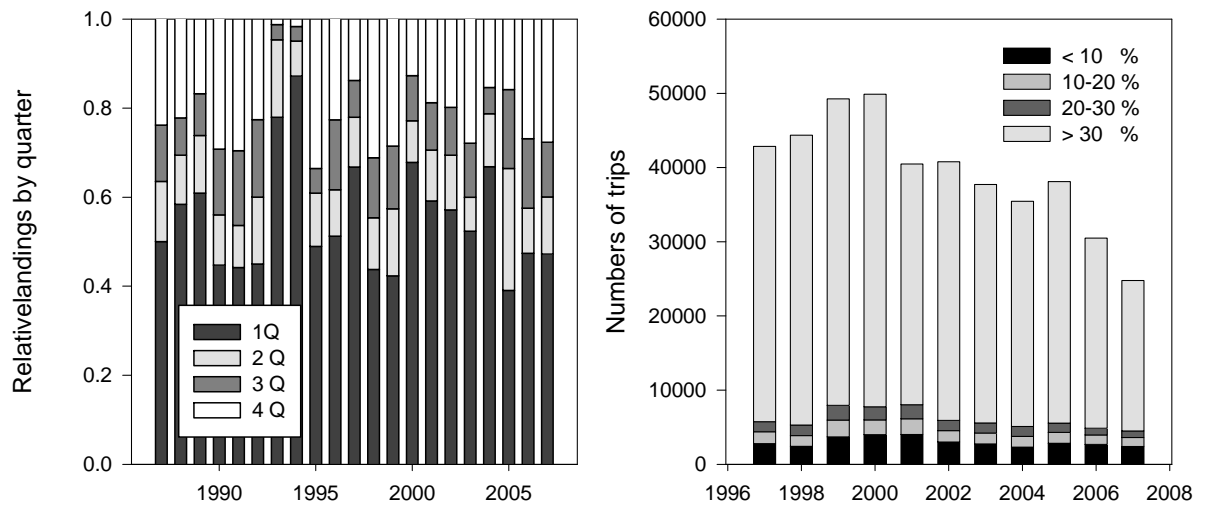 Relativelandings by quarter
1.0
0.8
0.6
0.4
0.2
0.0
1Q
2 Q
3 Q
4 Q
1990 1995 2000 2005
Numbers of trips
60000
50000
40000
30000
20000
10000
0
< 10 %
10-20 %
20-30 %
> 30 %
1996 1998 2000 2002 2004 2006 2008